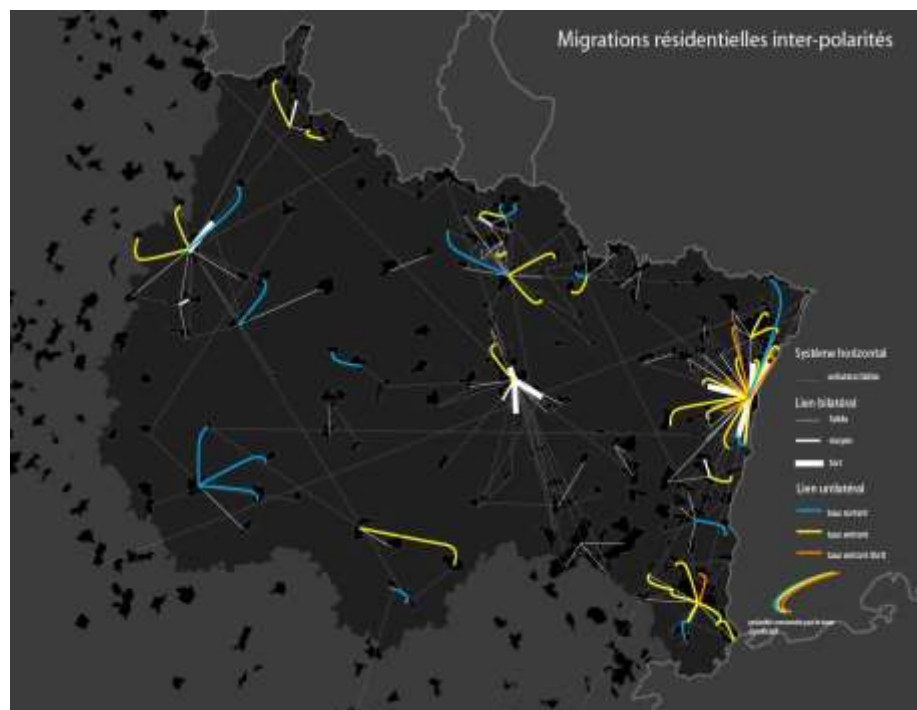 Migrations résidentielles inter-polarités
Système horizontal
Lien bilatéral
faible
moyen
fort
Lien unilatéral
taux sortant
taux entrant
taux entrant fort